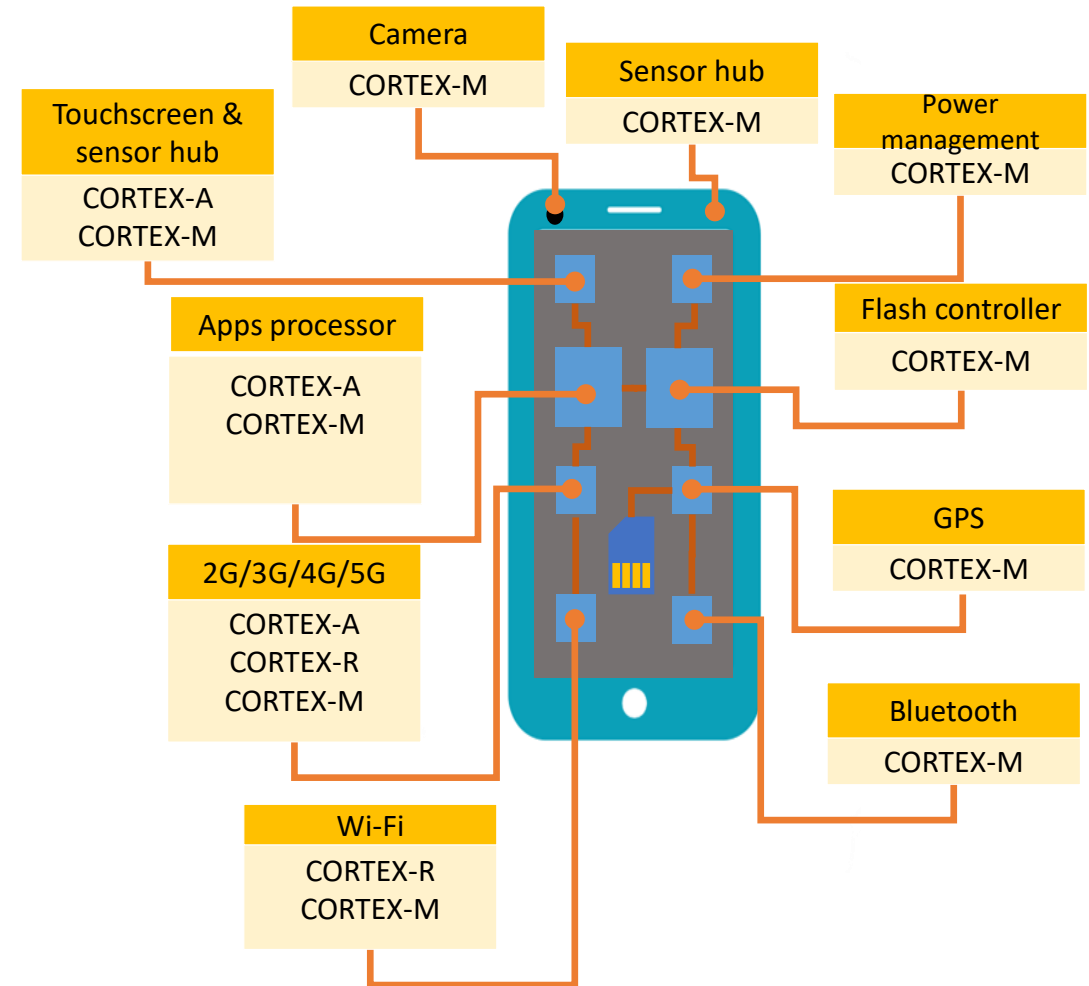 Camera
CORTEX-M
Sensor hub
CORTEX-M
Touchscreen &
sensor hub
CORTEX-A
CORTEX-M
Power
management
CORTEX-M
Apps processor
CORTEX-A
CORTEX-M
Flash controller
CORTEX-M
2G/3G/4G/5G
CORTEX-A
CORTEX-R
CORTEX-M
GPS
CORTEX-M
Bluetooth
CORTEX-M
Wi-Fi
CORTEX-R
CORTEX-M